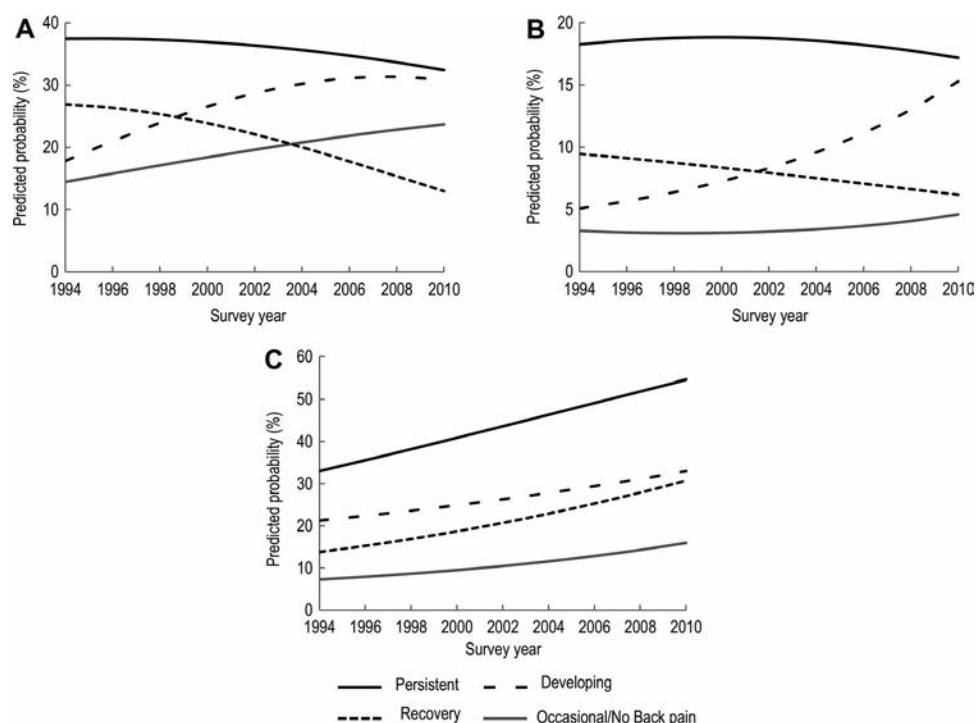 A
Predicted probability (%)
40
30
20
10
0
1994 1996 1998 2000 2002 2004 2006 2008 2010
Survey year
B
Predicted probability (%)
20
15
10
5
0
1994 1996 1998 2000 2002 2004 2006 2008 2010
Survey year
C
Predicted probability (%)
60
50
40
30
20
10
0
1994 1996 1998 2000 2002 2004 2006 2008 2010
Survey year
Persistent Developing
Recovery Occasional/No Back pain